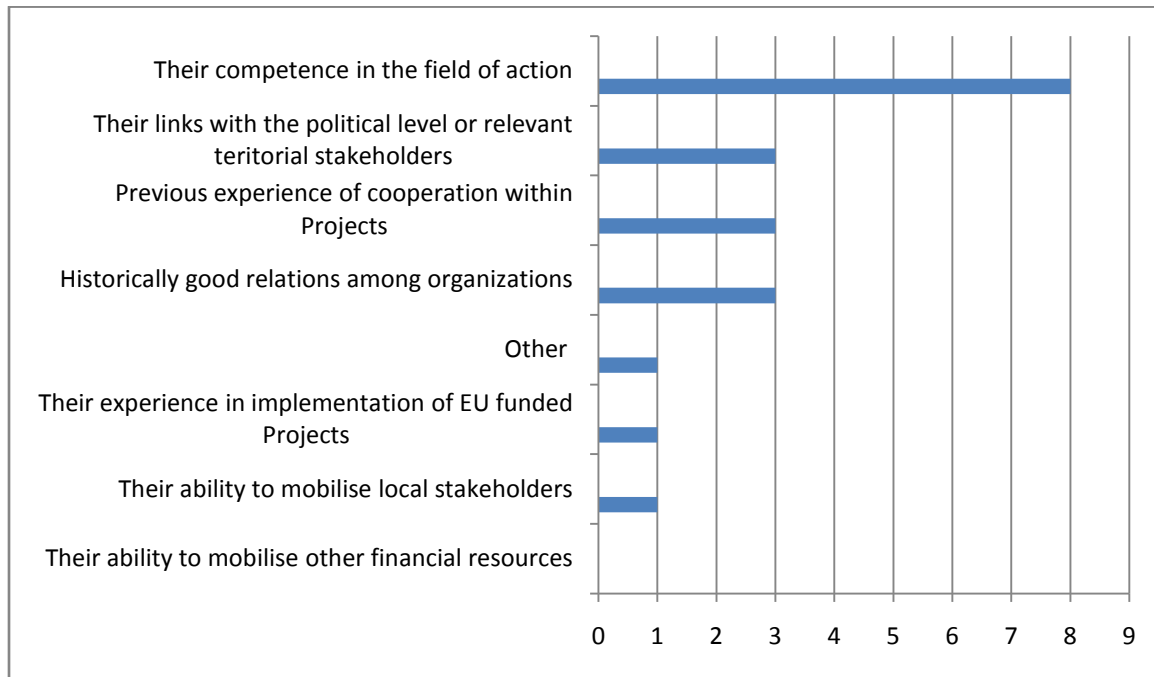 Their competence in the field of action
Their links with the political level or relevant
teritorial stakeholders
Previous experience of cooperation within
Projects
Historically good relations among organizations
Other
Their experience in implementation of EU funded
Projects
Their ability to mobilise local stakeholders
Their ability to mobilise other financial resources
0 1 2 3 4 5 6 7 8 9